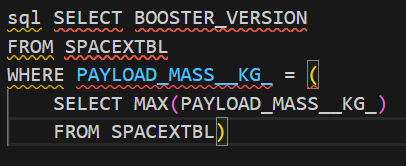 sql SELECT BOOSTER_VERSION
FROM SPACEXTBL
WHERE PAYLOAD_MASS__KG_ = (
    SELECT MAX(PAYLOAD_MASS__KG_)
    FROM SPACEXTBL)